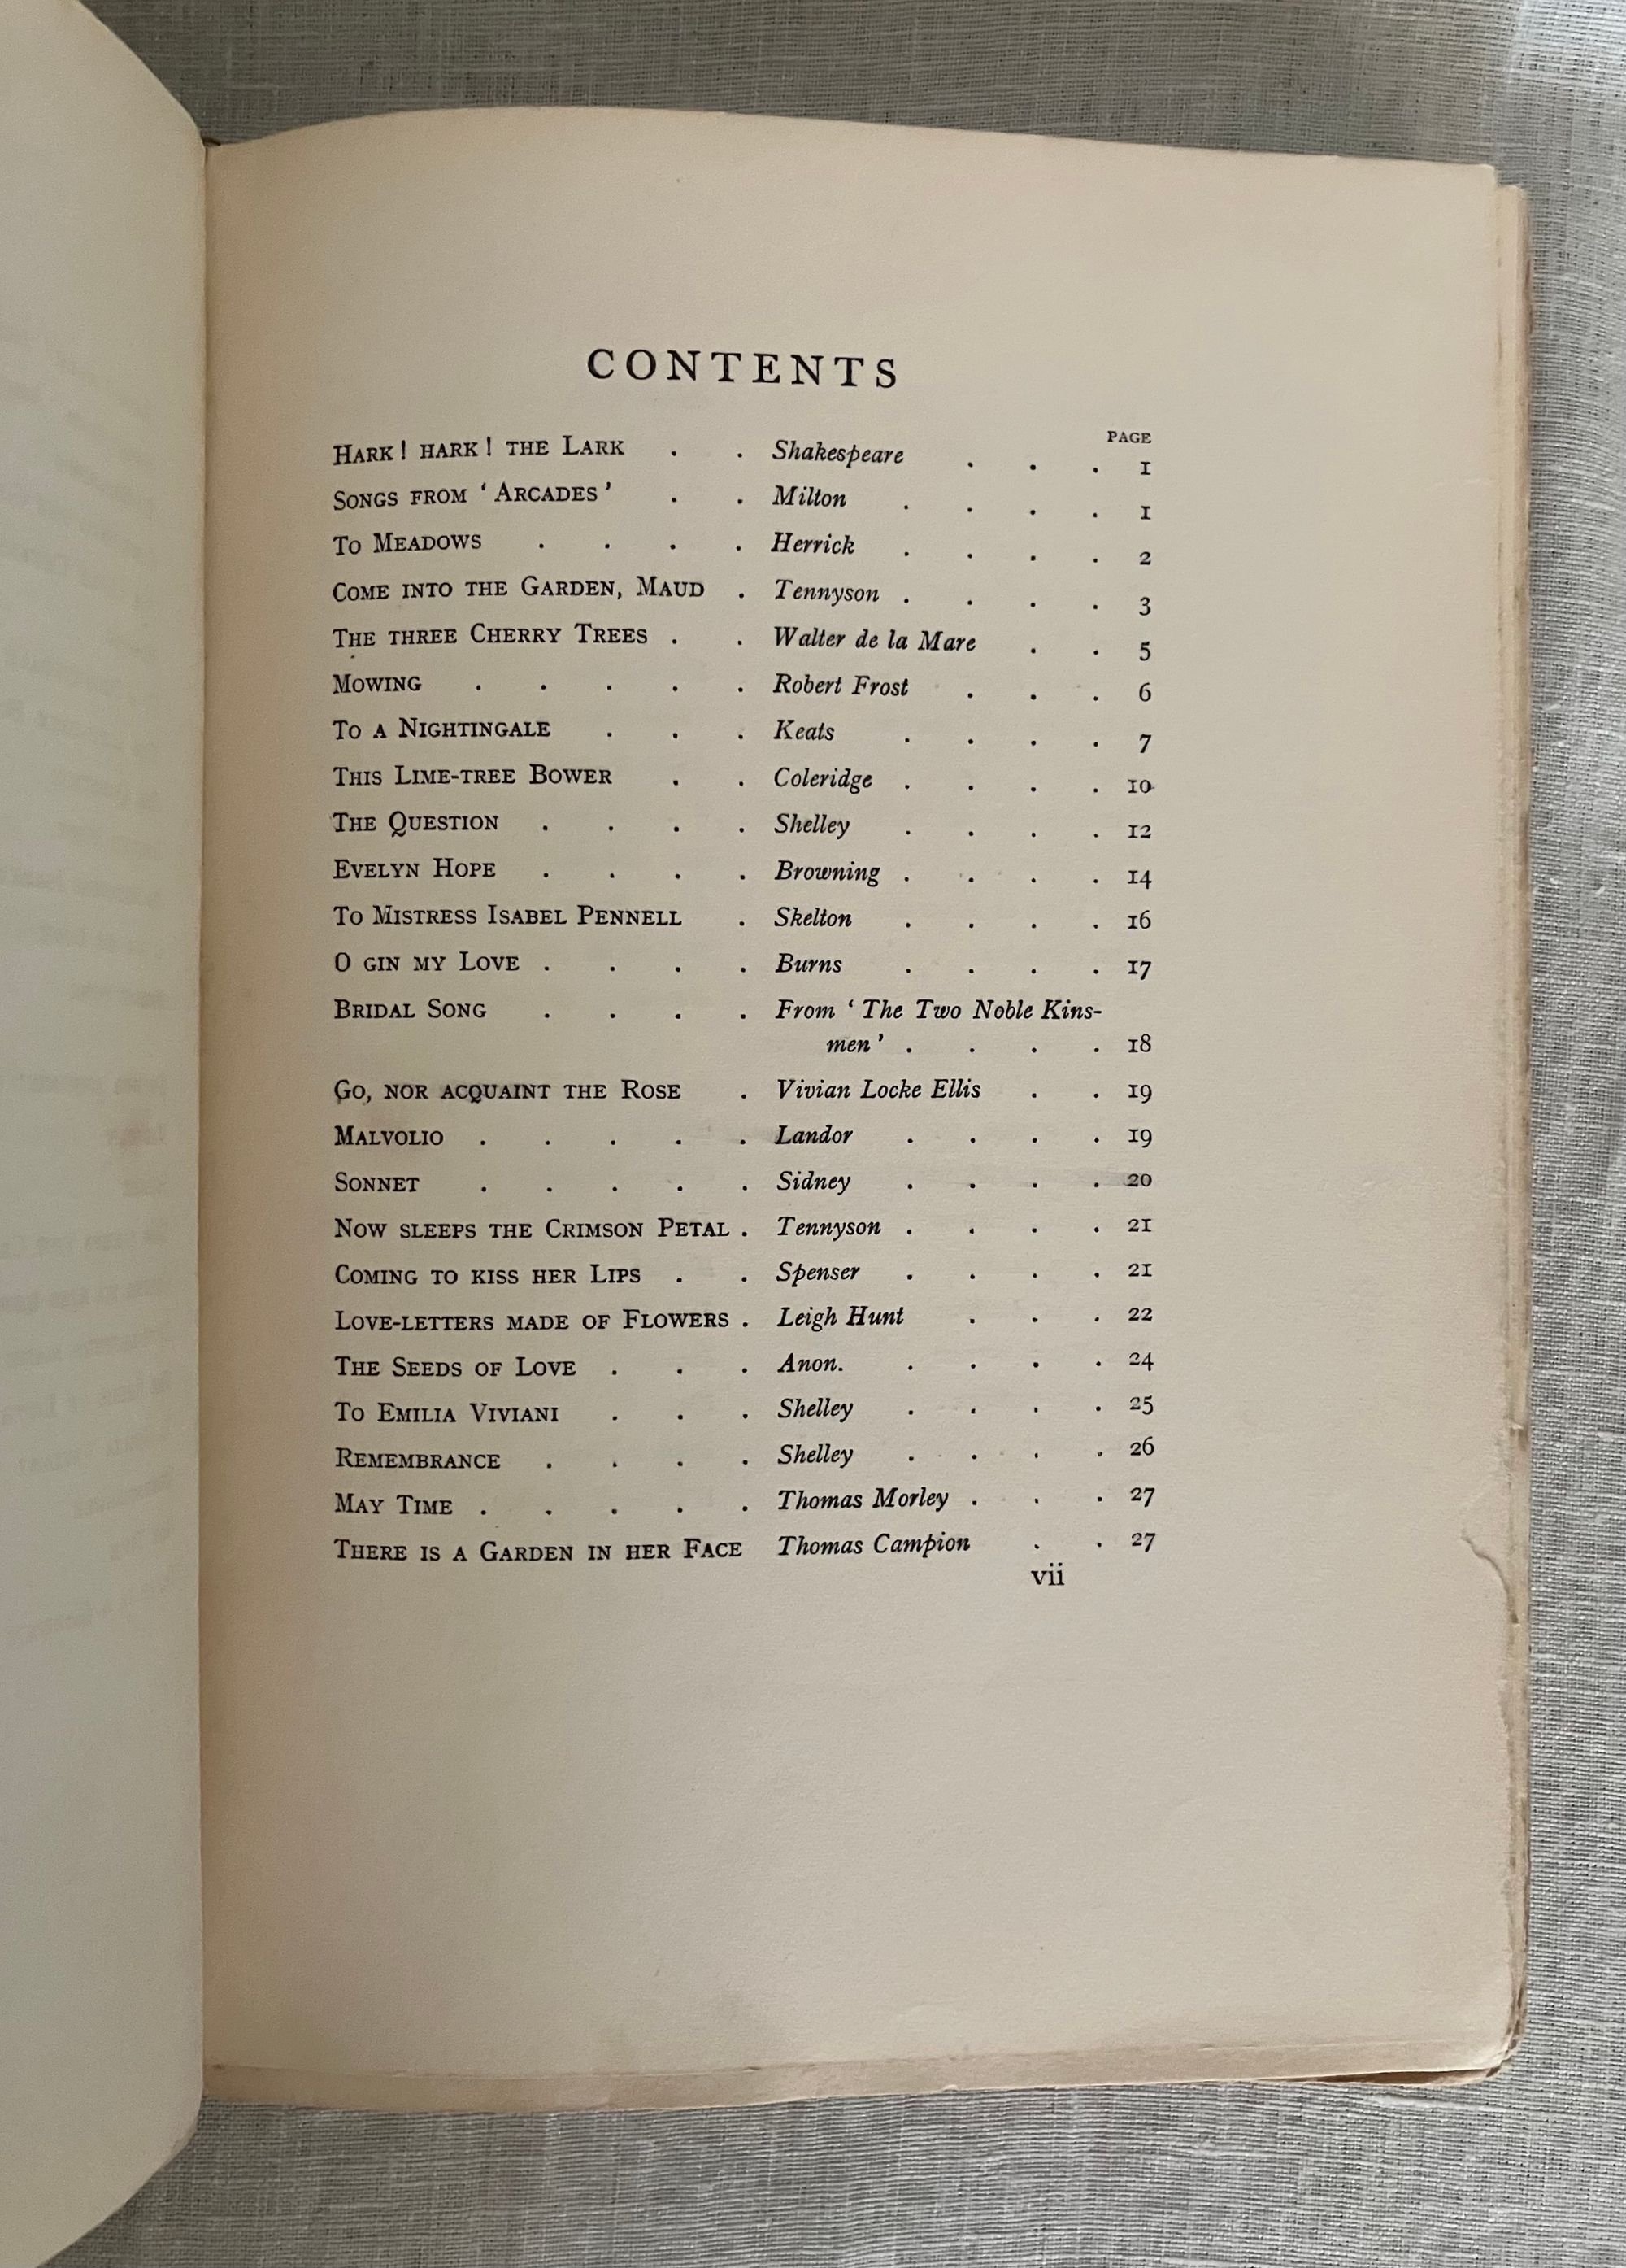 CONTENTS
PAGE
HARK! HARK! THE LARK . . Shakespeare . . . 1
SONGS FROM ‘ARCADES’ . . Milton . . . . 1
TO MEADOWS . . . . Herrick . . . . 2
COME INTO THE GARDEN, MAUD . Tennyson . . . . 3
THE THREE CHERRY TREES . . Walter de la Mare . . 5
MOWING . . . . . Robert Frost . . . 6
TO A NIGHTINGALE . . . Keats . . . . 7
THIS LIME-TREE BOWER . . Coleridge . . . . 10
THE QUESTION . . . . Shelley . . . . 12
EVELYN HOPE . . . . Browning . . . . 14
TO MISTRESS ISABEL PENNELL . Skelton . . . . 16
O GIN MY LOVE . . . . Burns . . . . 17
BRIDAL SONG . . . . From ‘The Two Noble Kins-
men’ . . . . 18
GO, NOR ACQUAINT THE ROSE . Vivian Locke Ellis . . 19
MALVOLIO . . . . . Landor . . . . 19
SONNET . . . . . Sidney . . . . 20
NOW SLEEPS THE CRIMSON PETAL . Tennyson . . . . 21
COMING TO KISS HER LIPS . . Spenser . . . . 21
LOVE-LETTERS MADE OF FLOWERS . Leigh Hunt . . . 22
THE SEEDS OF LOVE . . . Anon. . . . . 24
TO EMILIA VIVIANI . . . Shelley . . . . 25
REMEMBRANCE . . . . Shelley . . . . 26
MAY TIME . . . . . Thomas Morley . . . 27
THERE IS A GARDEN IN HER FACE Thomas Campion . . 27
vii